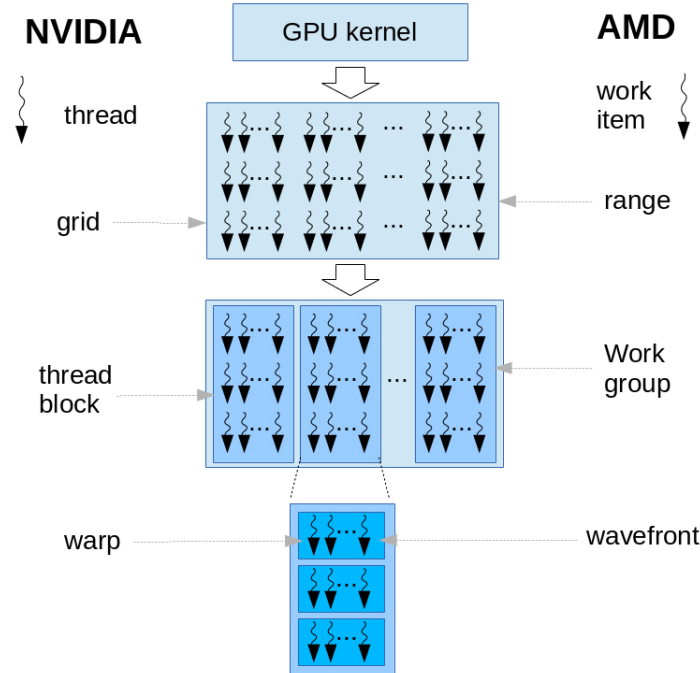 NVIDIA
GPU kernel
AMD
thread
work
item
grid
range
thread
block
Work
group
warp
wavefront